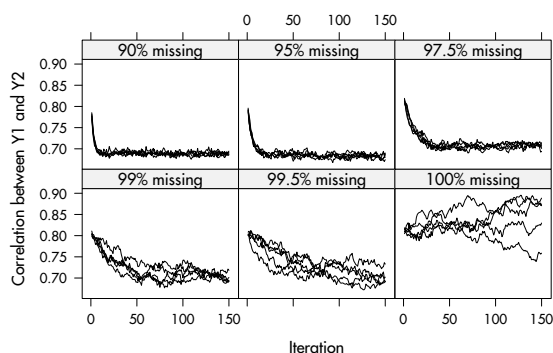 0 50 100 150
90% missing 95% missing 97.5% missing
0.90
0.85
0.80
0.75
0.70
99% missing 99.5% missing 100% missing
0.90
0.85
0.80
0.75
0.70
0 50 100 150 0 50 100 150
Correlation between Y1 and Y2
Iteration